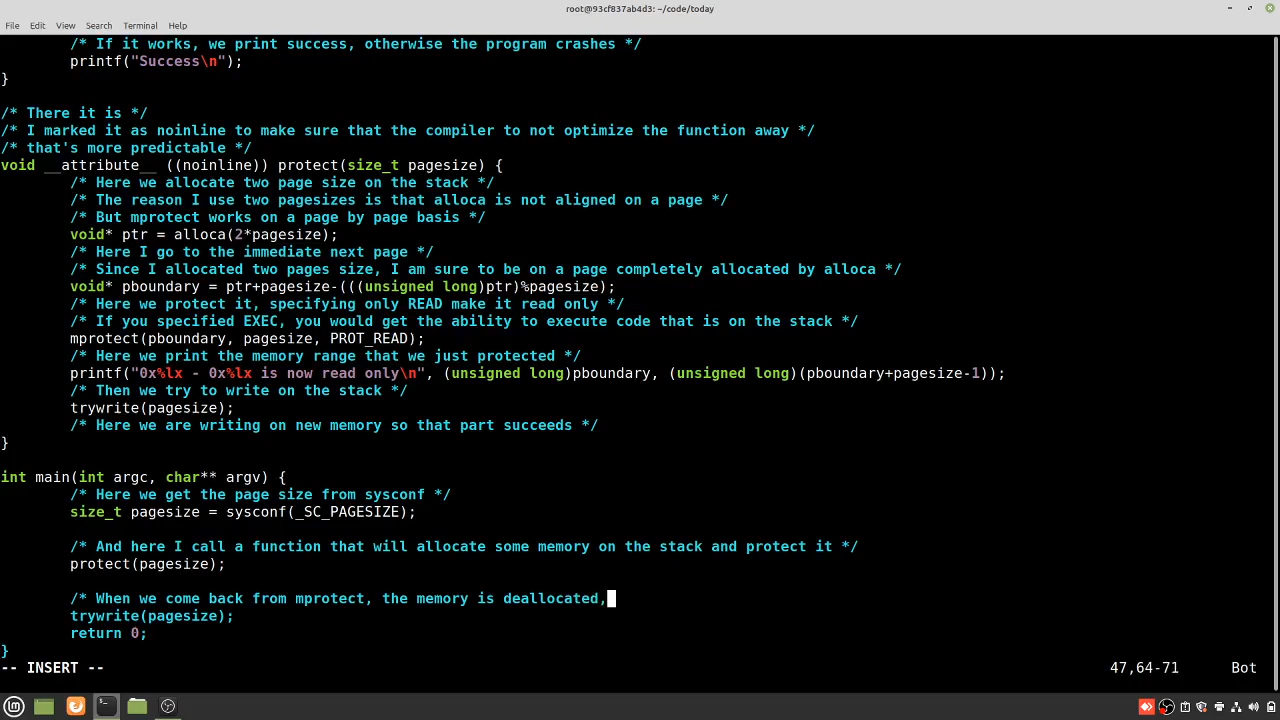 root@93cf837ab4d3: ~/code/today
File Edit View Search Terminal Help
/* If it works, we print success, otherwise the program crashes */
printf("Success\n");
}
/* There it is */
/* I marked it as noinline to make sure that the compiler to not optimize the function away */
/* that's more predictable */
void __attribute__ ((noinline)) protect(size_t pagesize) {
/* Here we allocate two page size on the stack */
/* The reason I use two pagesizes is that alloca is not aligned on a page */
/* But mprotect works on a page by page basis */
void* ptr = alloca(2*pagesize);
/* Here I go to the immediate next page */
/* Since I allocated two pages size, I am sure to be on a page completely allocated by alloca */
void* pboundary = ptr+pagesize-(((unsigned long)ptr)%pagesize);
/* Here we protect it, specifying only READ make it read only */
/* If you specified EXEC, you would get the ability to execute code that is on the stack */
mprotect(pboundary, pagesize, PROT_READ);
/* Here we print the memory range that we just protected */
printf("0x%lx - 0x%lx is now read only\n", (unsigned long)pboundary, (unsigned long)(pboundary+pagesize-1));
/* Then we try to write on the stack */
trywrite(pagesize);
/* Here we are writing on new memory so that part succeeds */
}
int main(int argc, char** argv) {
/* Here we get the page size from sysconf */
size_t pagesize = sysconf(_SC_PAGESIZE);
/* And here I call a function that will allocate some memory on the stack and protect it */
protect(pagesize);
/* When we come back from mprotect, the memory is deallocated,
trywrite(pagesize);
return 0;
}
-- INSERT -- 47,64-71 Bot